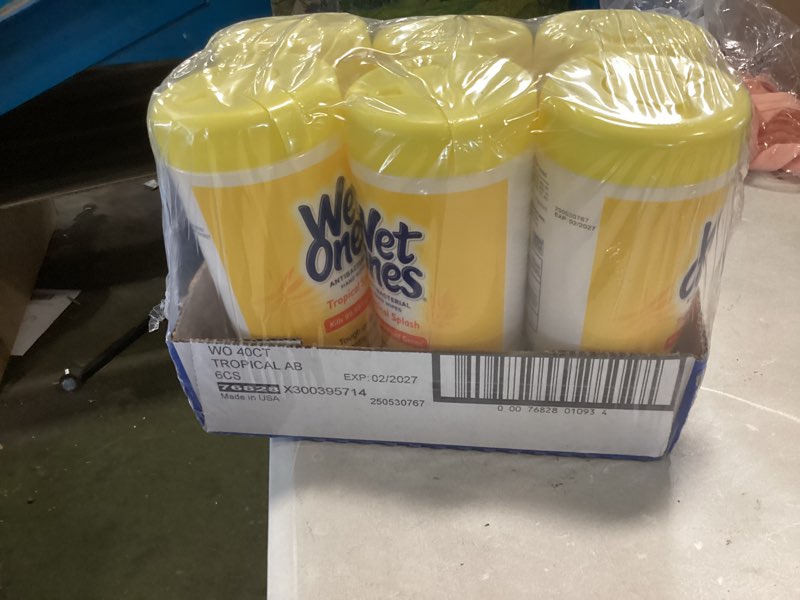 Wet
Ones
ANTIBACTERIAL
Tropical
Wet
Ones
Splash
250530767
EXP: 02/2027
WO 40CT
TROPICAL AB
6CS
76828 X300395714
Made in USA
EXP: 02/2027
250530767
0 00 76828 01093 4